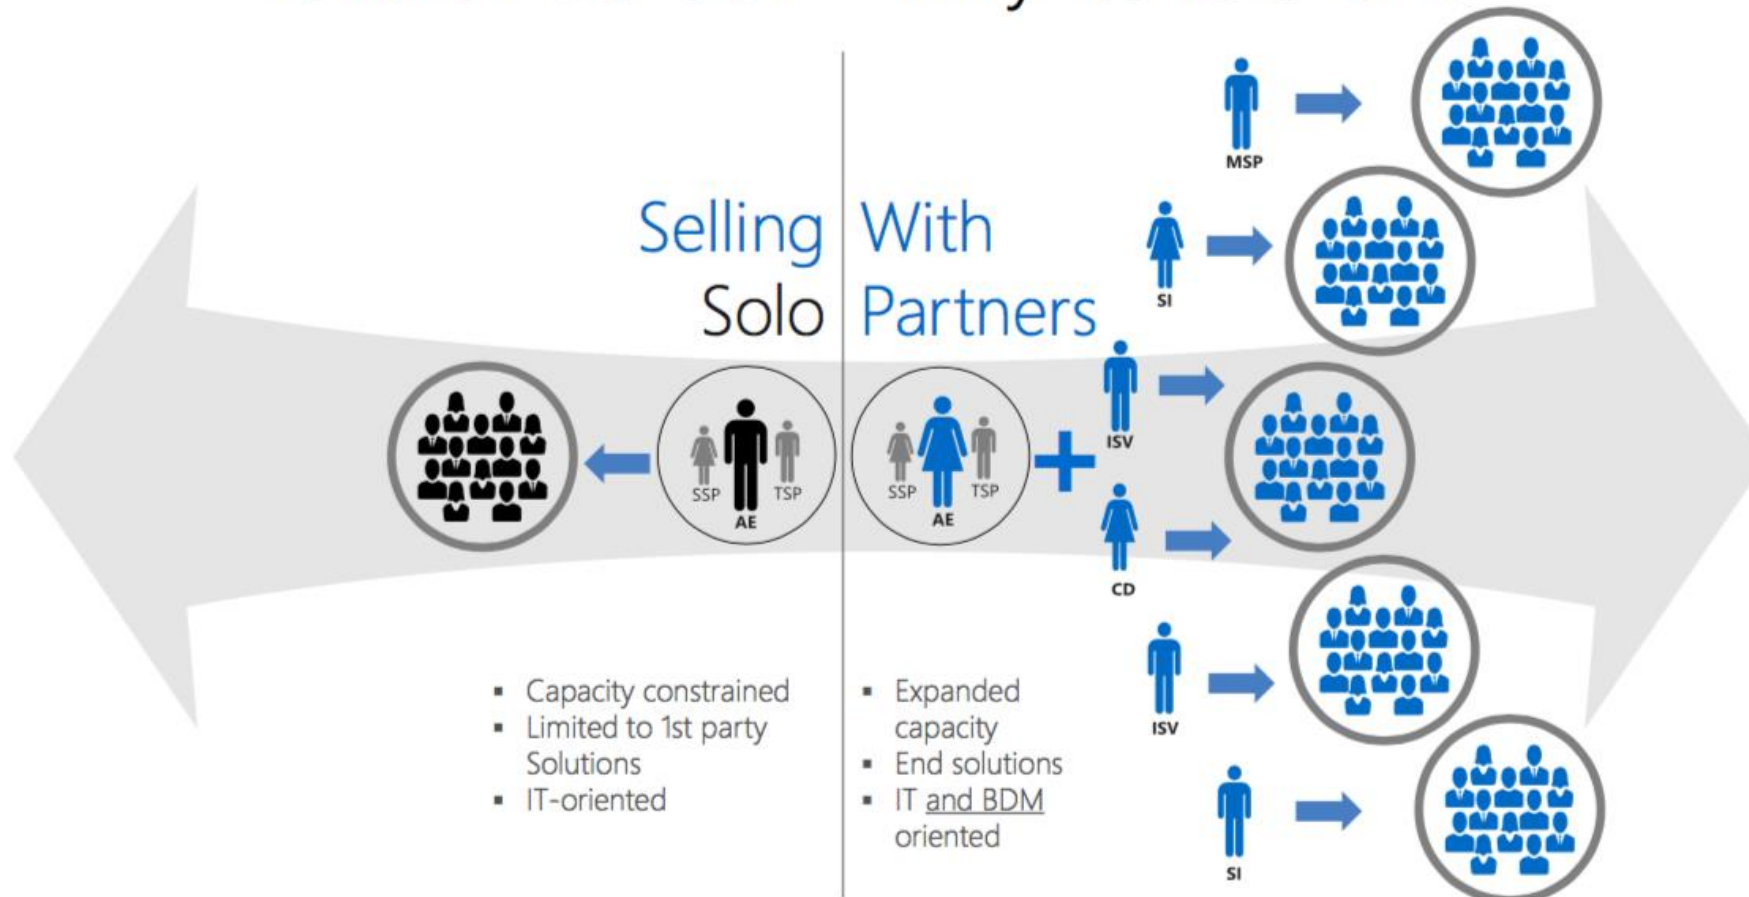 Selling
Solo
With
Partners
SSP
AE
TSP
SSP
AE
TSP
MSP
SI
ISV
CD
ISV
SI
▪ Capacity constrained
▪ Limited to 1st party
Solutions
▪ IT-oriented
▪ Expanded
capacity
▪ End solutions
▪ IT and BDM
oriented